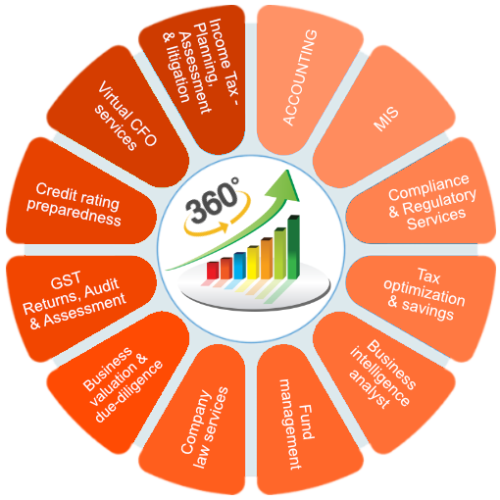 ACCOUNTING
MIS
Compliance
& Regulatory
Services
Tax
optimization
& savings
Business
intelligence
analyst
Fund
management
Company
law services
Business
valuation &
due-diligence
GST
Returns, Audit
& Assessment
Credit rating
preparedness
Virtual CFO
services
Income Tax -
Planning,
Assessment
& litigation
360°